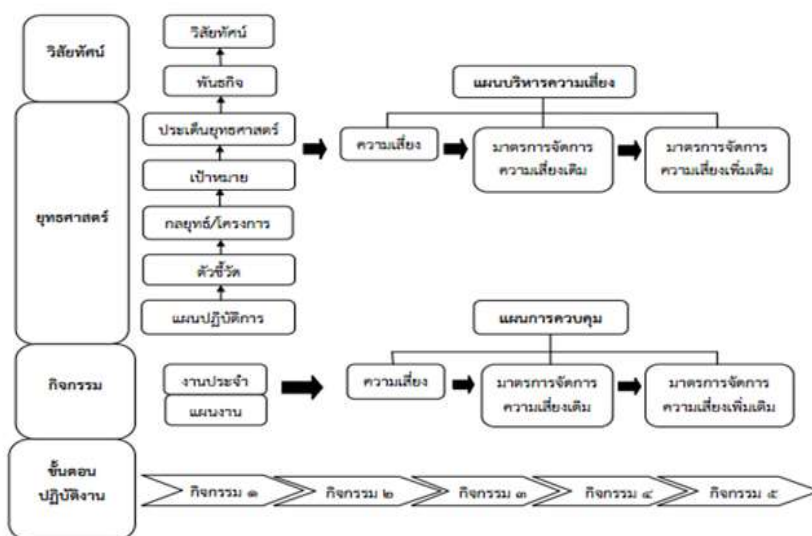 วิสัยทัศน์
วิสัยทัศน์
พันธกิจ
แผนบริหารความเสี่ยง
ยุทธศาสตร์
ประเด็นยุทธศาสตร์
ความเสี่ยง
มาตรการจัดการ
ความเสี่ยงเดิม
มาตรการจัดการ
ความเสี่ยงเพิ่มเติม
เป้าหมาย
กลยุทธ์/โครงการ
ตัวชี้วัด
แผนปฏิบัติการ
แผนการควบคุม
กิจกรรม
งานประจำ
แผนงาน
ความเสี่ยง
มาตรการจัดการ
ความเสี่ยงเดิม
มาตรการจัดการ
ความเสี่ยงเพิ่มเติม
ขั้นตอน
ปฏิบัติงาน
กิจกรรม ๑
กิจกรรม ๒
กิจกรรม ๓
กิจกรรม ๔
กิจกรรม ๕